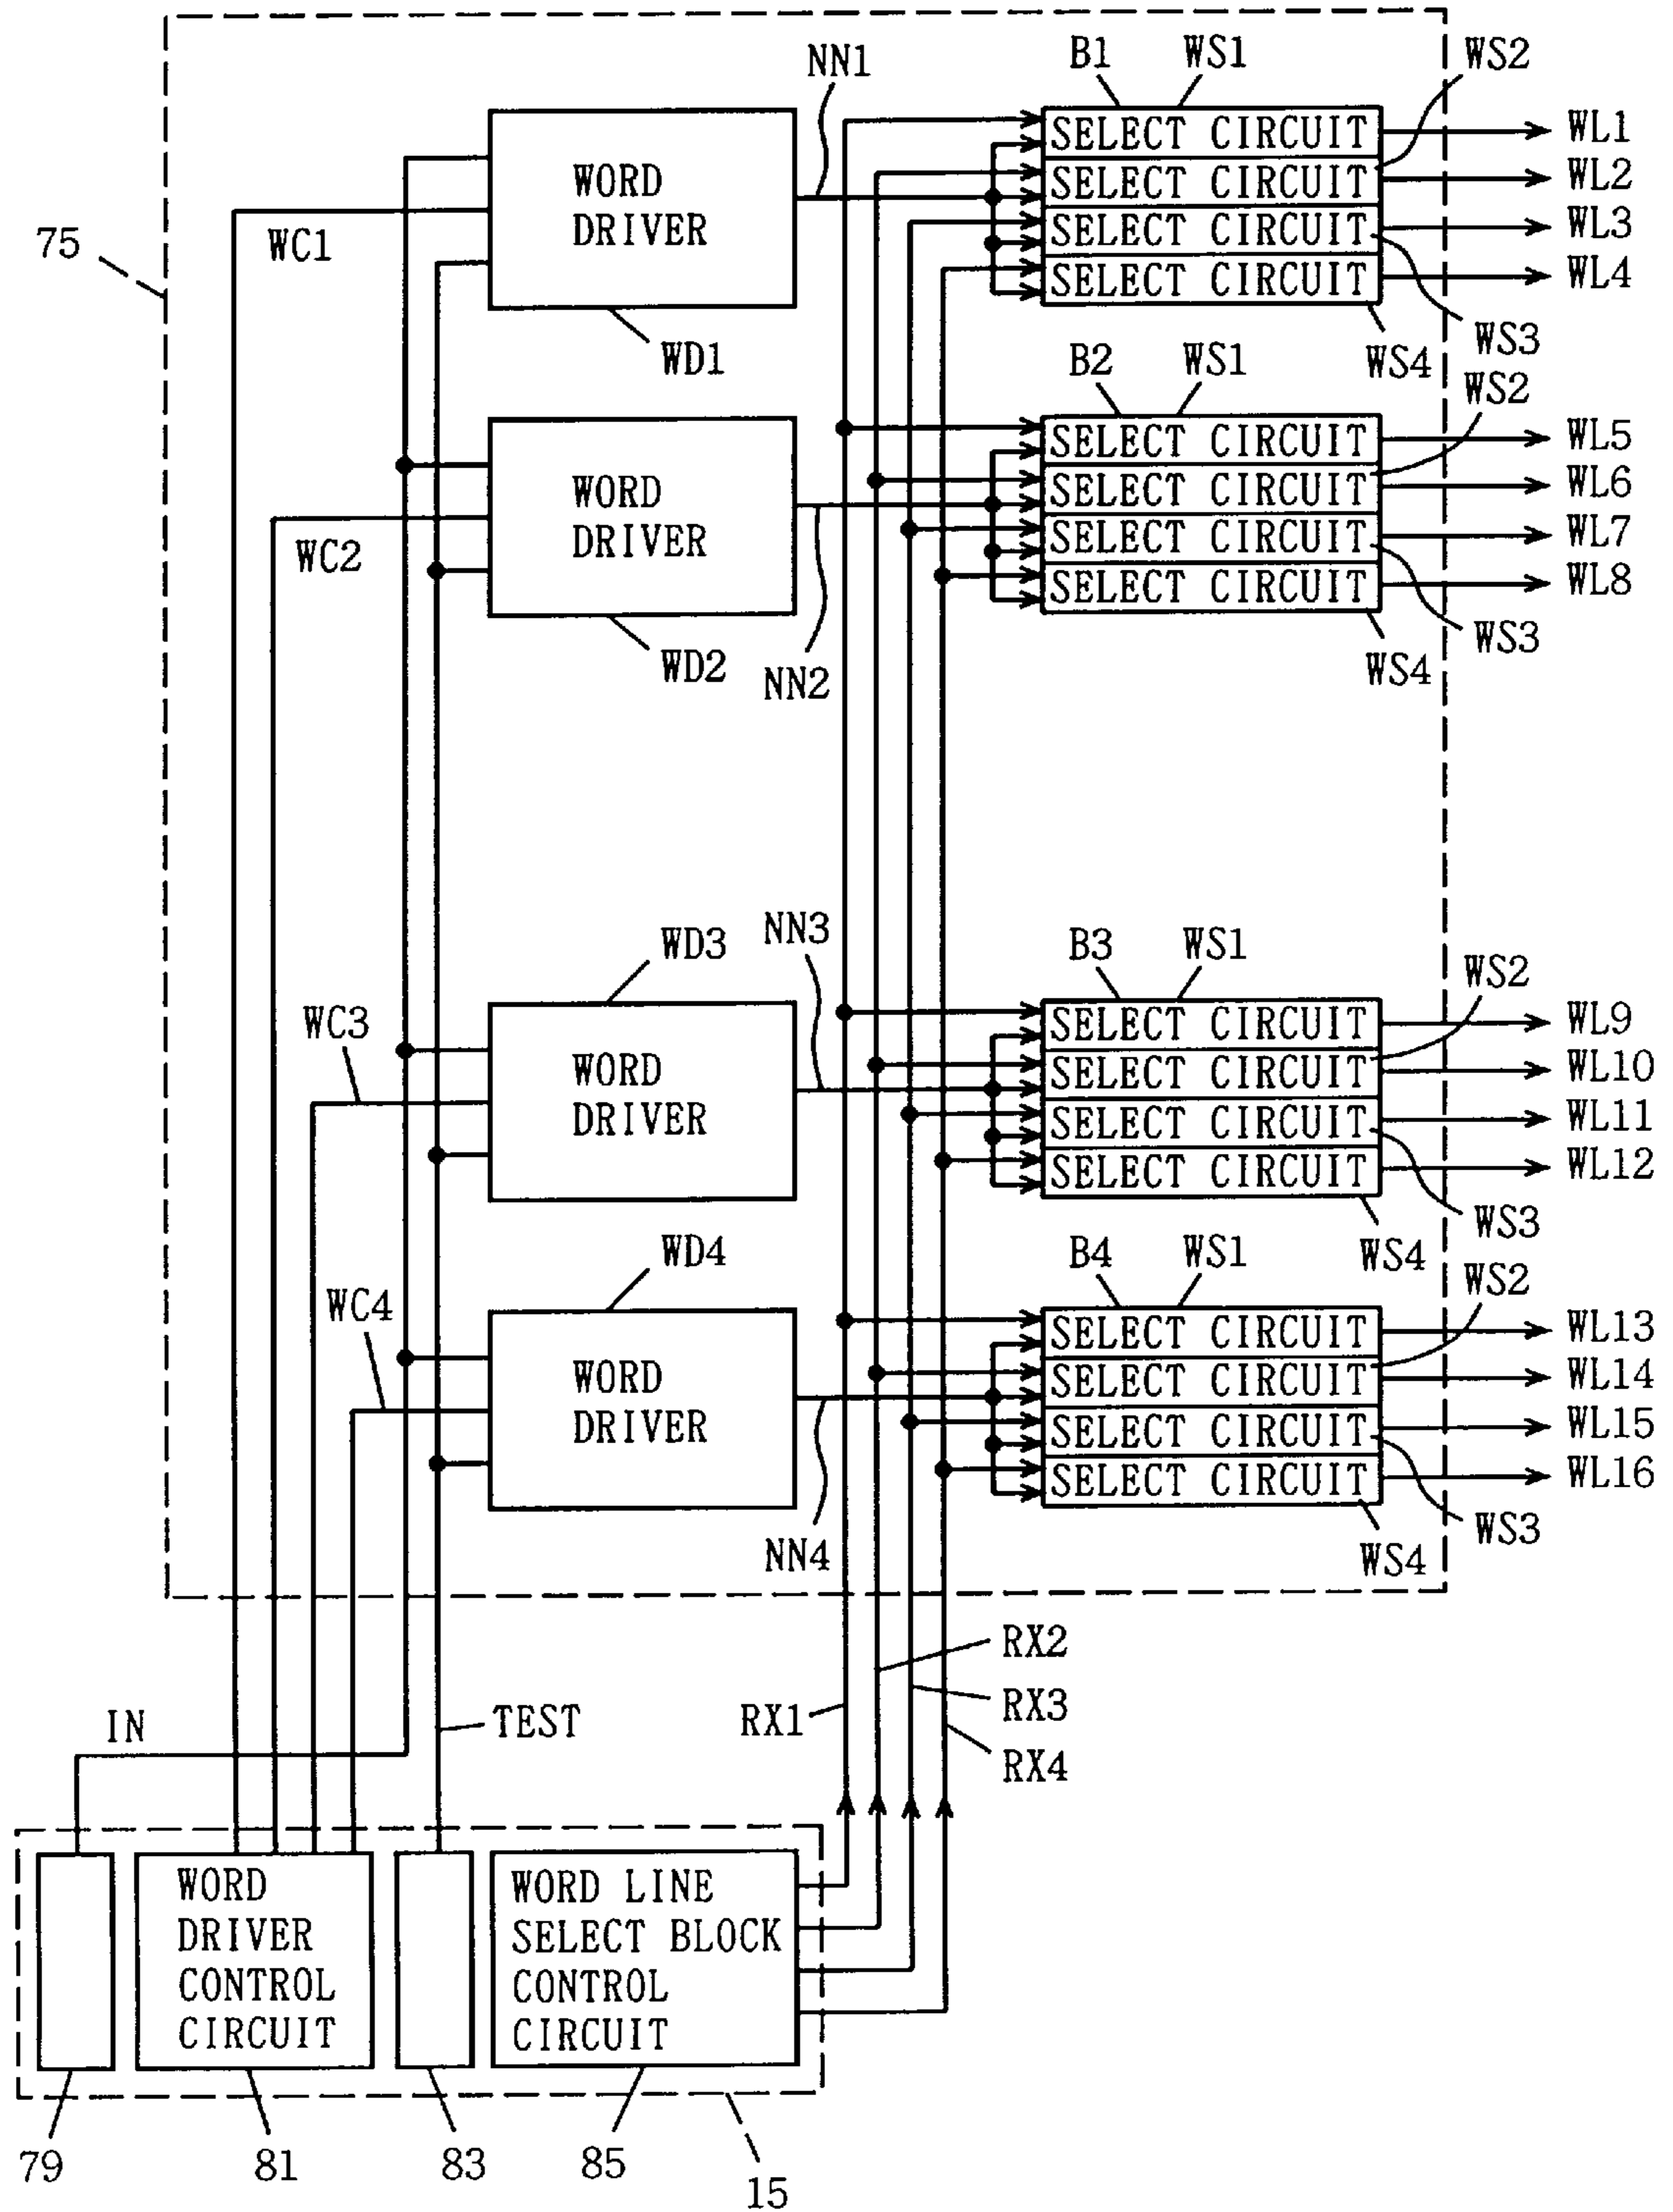 NN1
B1 WS1 WS2
WORD
DRIVER
SELECT CIRCUIT WL1
SELECT CIRCUIT WL2
SELECT CIRCUIT WL3
SELECT CIRCUIT WL4
75
WC1
WD1
WS3
WS4
B2 WS1 WS2
WORD
DRIVER
SELECT CIRCUIT WL5
SELECT CIRCUIT WL6
SELECT CIRCUIT WL7
SELECT CIRCUIT WL8
WC2
WD2
NN2
WS3
WS4
WD3
NN3
B3 WS1 WS2
WC3
WORD
DRIVER
SELECT CIRCUIT WL9
SELECT CIRCUIT WL10
SELECT CIRCUIT WL11
SELECT CIRCUIT WL12
WS3
WS4
WD4
B4 WS1 WS2
WC4
WORD
DRIVER
SELECT CIRCUIT WL13
SELECT CIRCUIT WL14
SELECT CIRCUIT WL15
SELECT CIRCUIT WL16
NN4
WS3
WS4
RX2
RX3
RX4
RX1
IN
TEST
WORD
DRIVER
CONTROL
CIRCUIT
WORD LINE
SELECT BLOCK
CONTROL
CIRCUIT
79
81
83
85
15